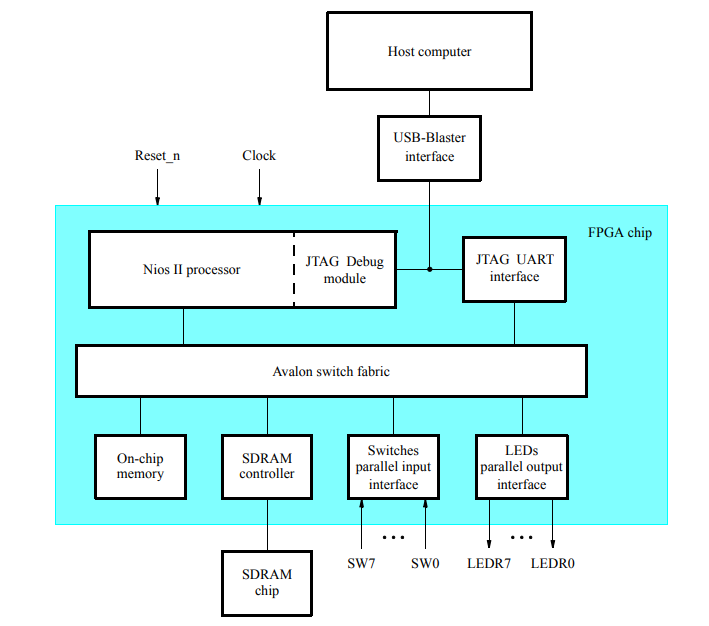 Host computer
USB-Blaster
interface
Reset_n
Clock
FPGA chip
Nios II processor
JTAG Debug
module
JTAG UART
interface
Avalon switch fabric
On-chip
memory
SDRAM
controller
Switches
parallel input
interface
LEDs
parallel output
interface
SW7
SW0
LEDR7
LEDR0
SDRAM
chip